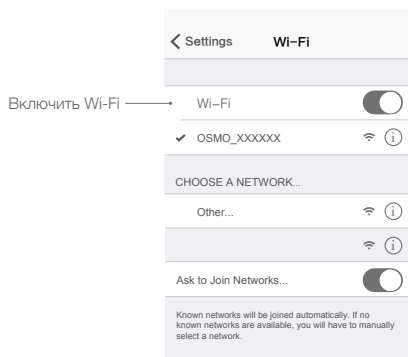 Settings Wi-Fi
Включить Wi-Fi Wi-Fi
OSMO_XXXXXX
CHOOSE A NETWORK...
Other...
Ask to Join Networks...
Known networks will be joined automatically. If no
known networks are available, you will have to manually
select a network.